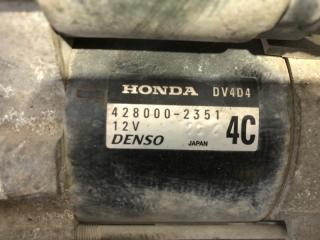 HONDA DV4D4
428000-2351
12V
DENSO JAPAN 4C